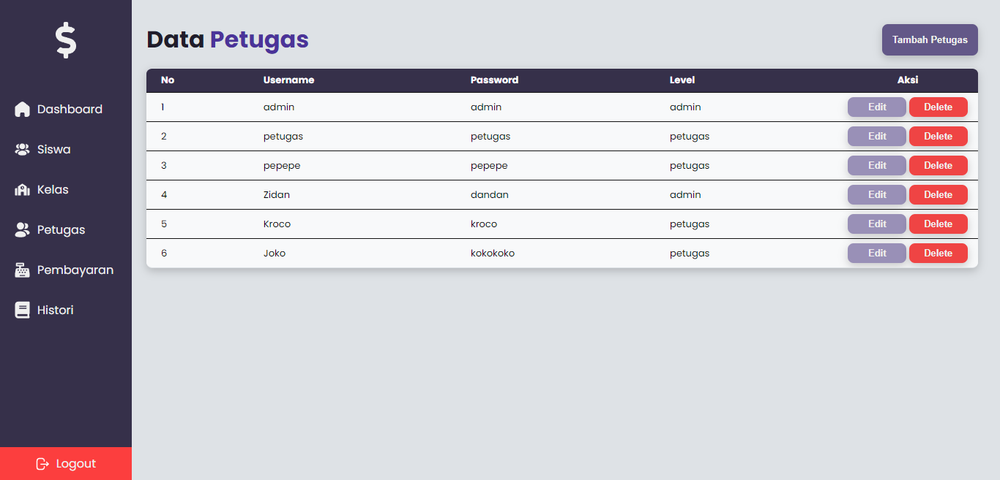 $
Dashboard
Siswa
Kelas
Petugas
Pembayaran
Histori
Logout
Data Petugas
Tambah Petugas
No Username Password Level Aksi
1 admin admin admin Edit Delete
2 petugas petugas petugas Edit Delete
3 pepepe pepepe petugas Edit Delete
4 Zidan dandan admin Edit Delete
5 Kroco kroco petugas Edit Delete
6 Joko kokokoko petugas Edit Delete